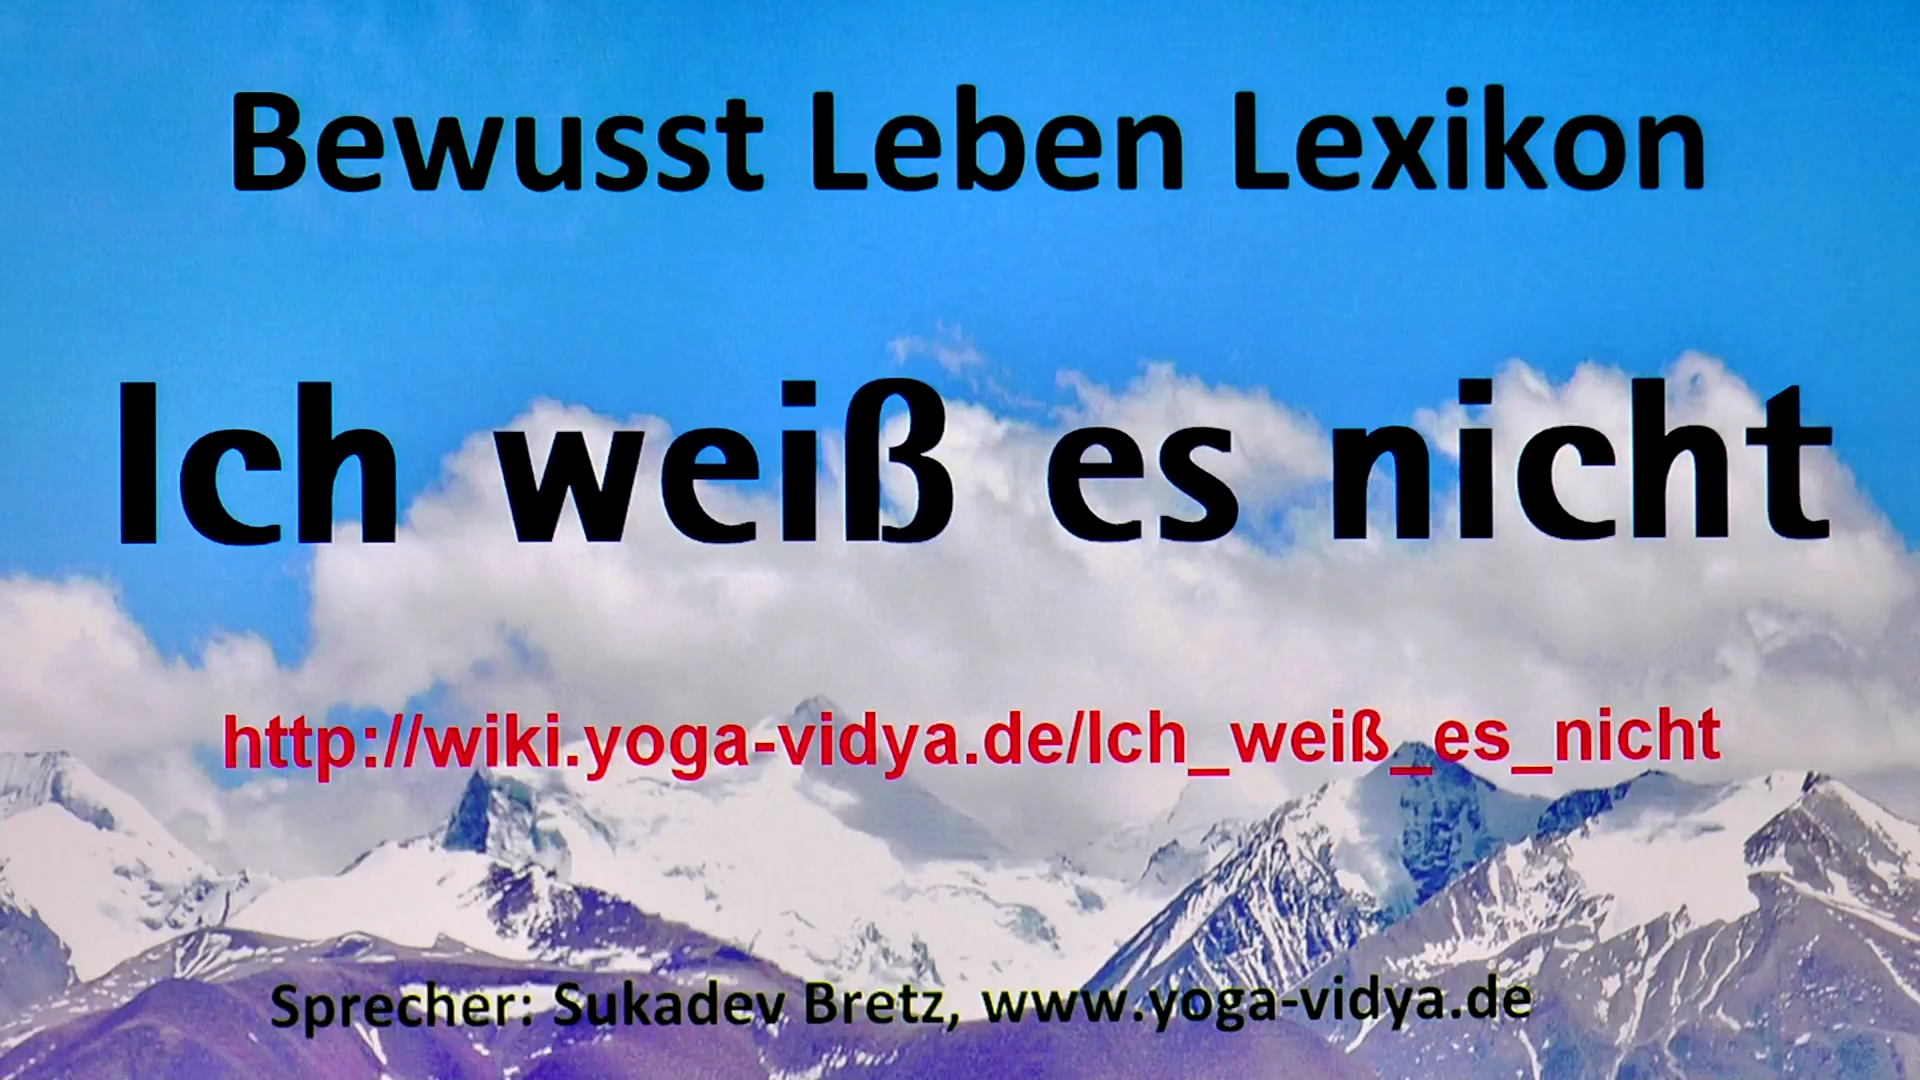 Bewusst Leben Lexikon
Ich weiß es nicht
http://wiki.yoga-vidya.de/Ich_weiß_es_nicht
Sprecher: Sukadev Bretz, www.yoga-vidya.de